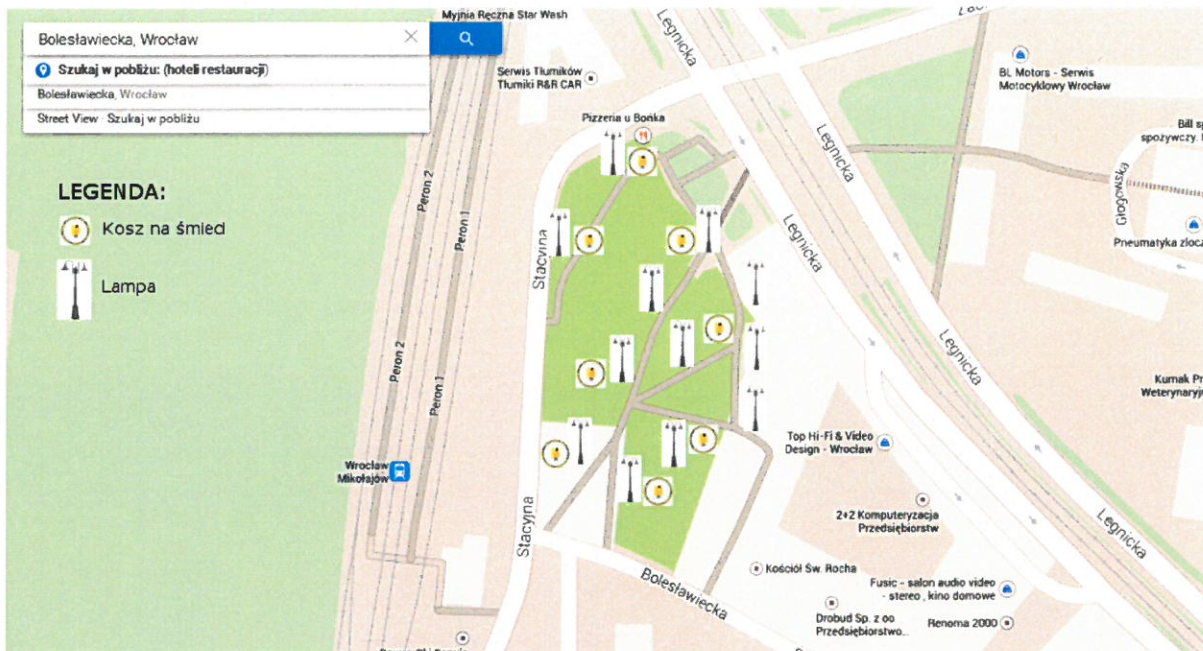 Myjnia Ręczna Star Wash
Bolesławiecka, Wrocław
Szukaj w pobliżu: (hoteli restauracji)
Bolesławiecka, Wrocław
Street View · Szukaj w pobliżu
LEGENDA:
Kosz na śmieci
Lampa
Peron 2
Peron 1
Peron 2
Peron 1
Wrocław
Mikołajów
Serwis Tłumików
Tłumiki R&R CAR
Pizzeria u Bońka
Stacyjna
Stacyjna
Bolesławiecka
Legnicka
Legnicka
Legnicka
Legnicka
Legnicka
Legnicka
BL Motors - Serwis
Motocyklowy Wrocław
Bill
spożywczy.
Głogowska
Pneumatyka
Kurnak
Top Hi-Fi & Video
Design - Wrocław
2+2 Komputeryzacja
Przedsiębiorstw
Kościół Św. Rocha
Fusic - salon audio video
- stereo , kino domowe
Drobud Sp. z oo
Przedsiębiorstwo...
Renoma 2000